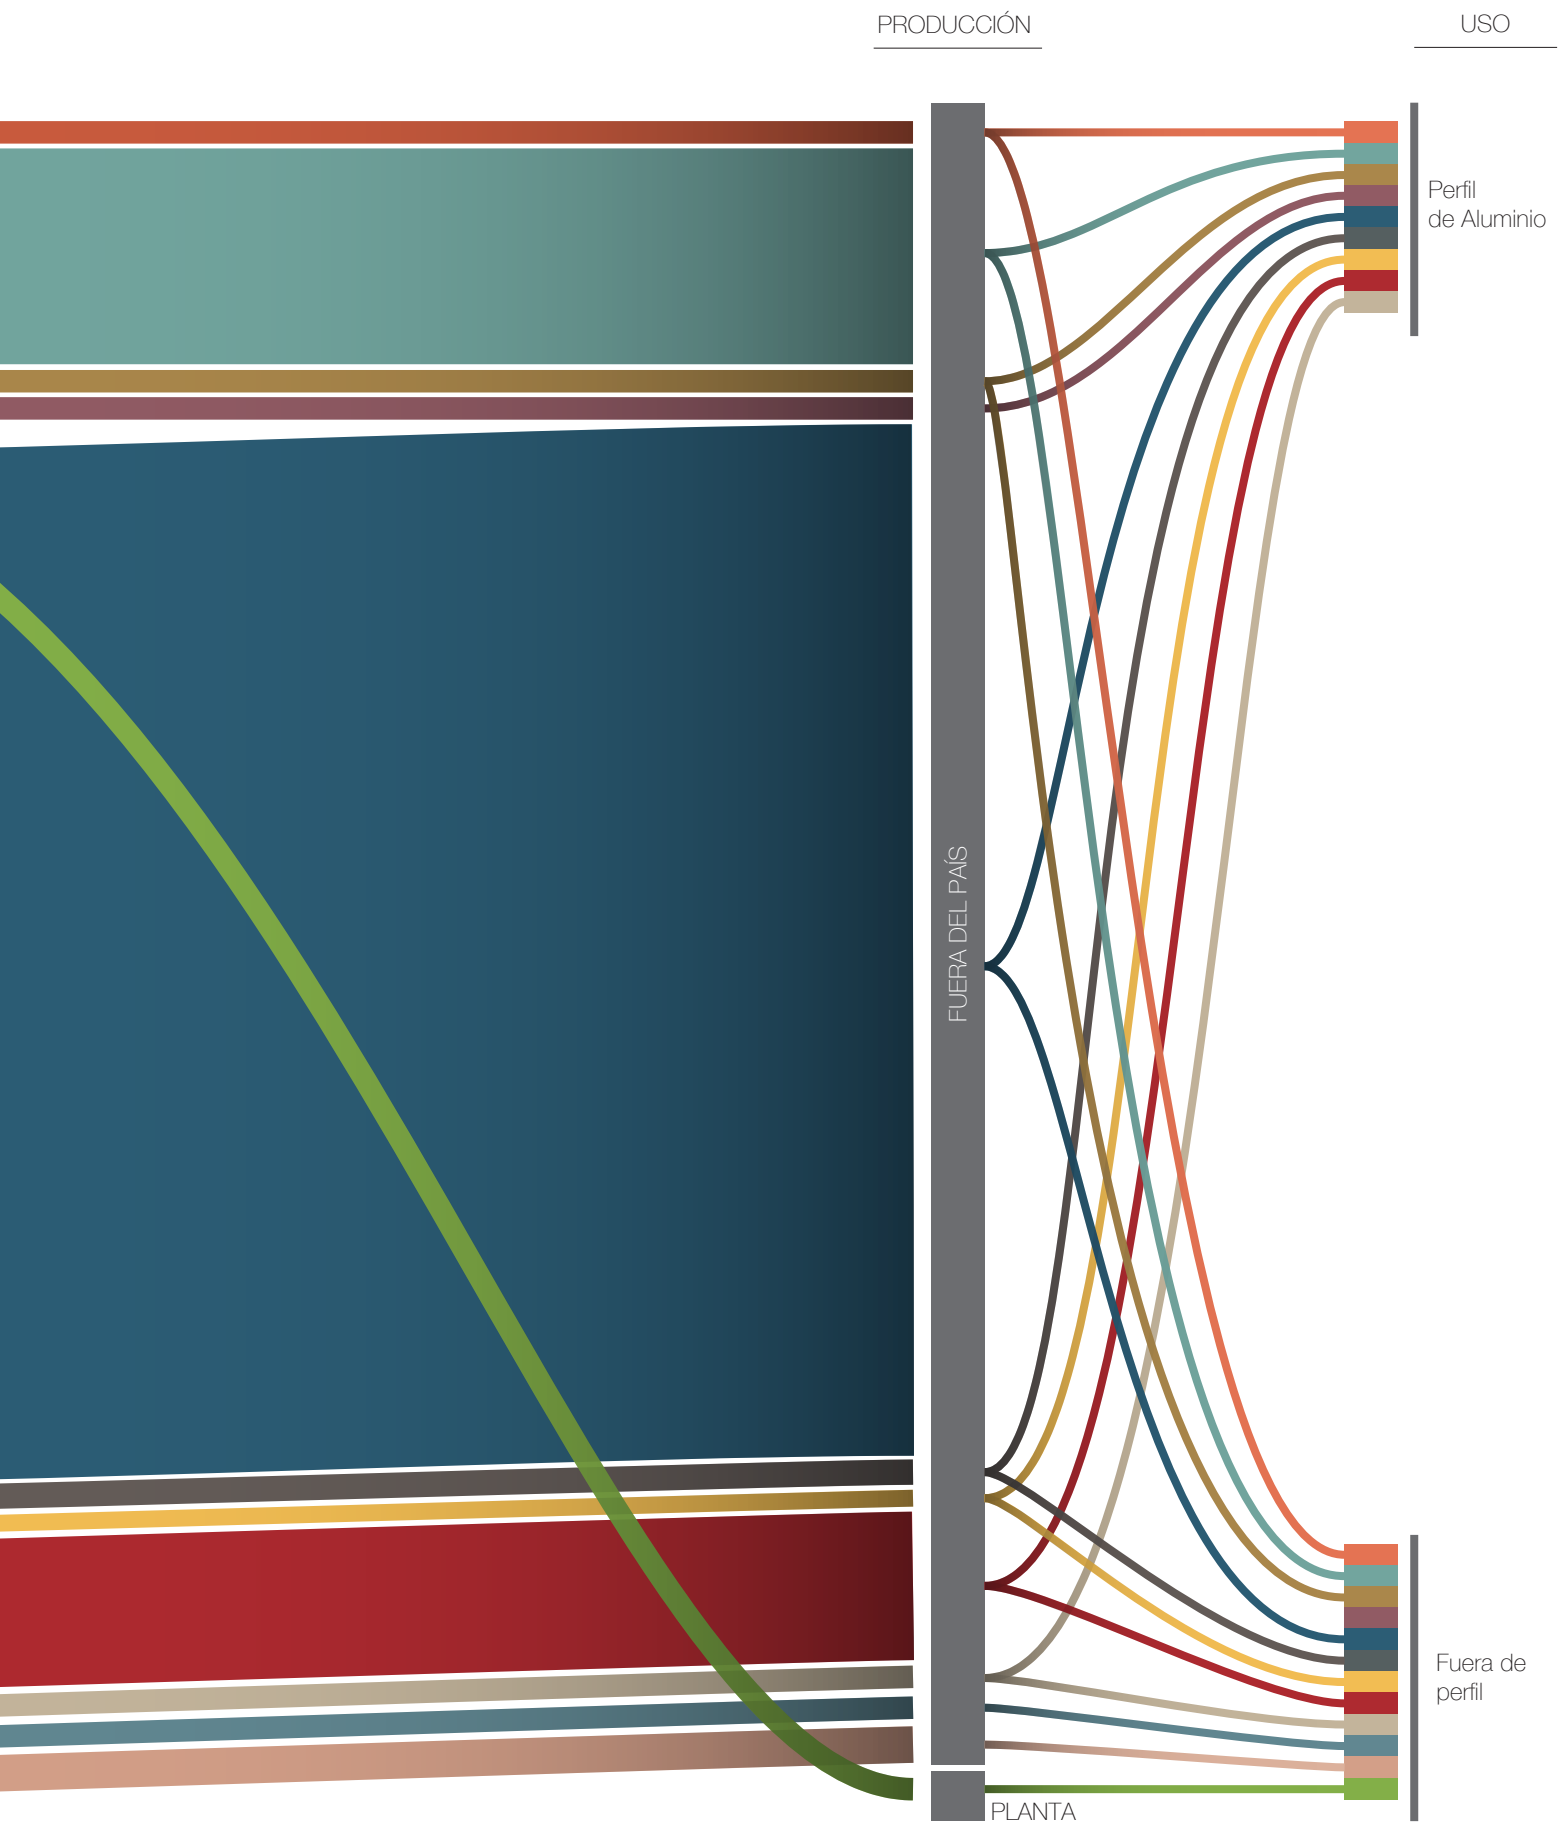 PRODUCCIÓN
USO
Perfil
de Aluminio
FUERA DEL PAÍS
Fuera de
perfil
PLANTA